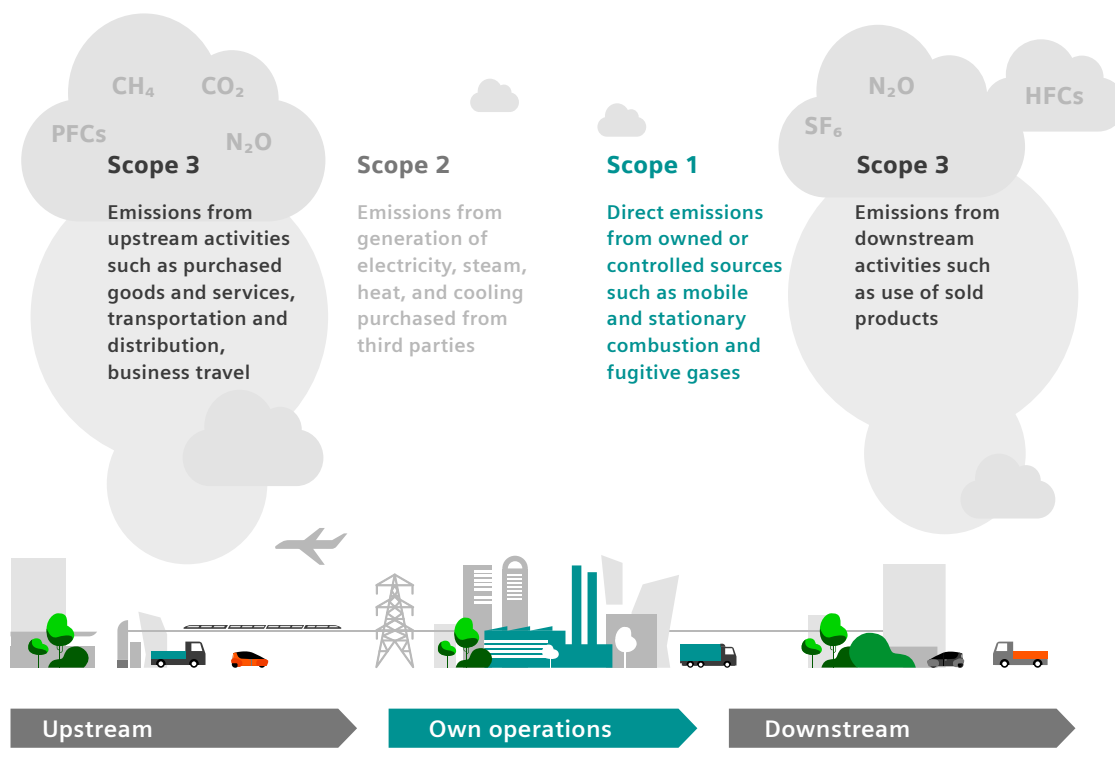 CH₄
CO₂
PFCs
N₂O
Scope 3
Emissions from
upstream activities
such as purchased
goods and services,
transportation and
distribution,
business travel
Scope 2
Emissions from
generation of
electricity, steam,
heat, and cooling
purchased from
third parties
Scope 1
Direct emissions
from owned or
controlled sources
such as mobile
and stationary
combustion and
fugitive gases
N₂O
HFCs
SF₆
Scope 3
Emissions from
downstream
activities such
as use of sold
products
Upstream
Own operations
Downstream